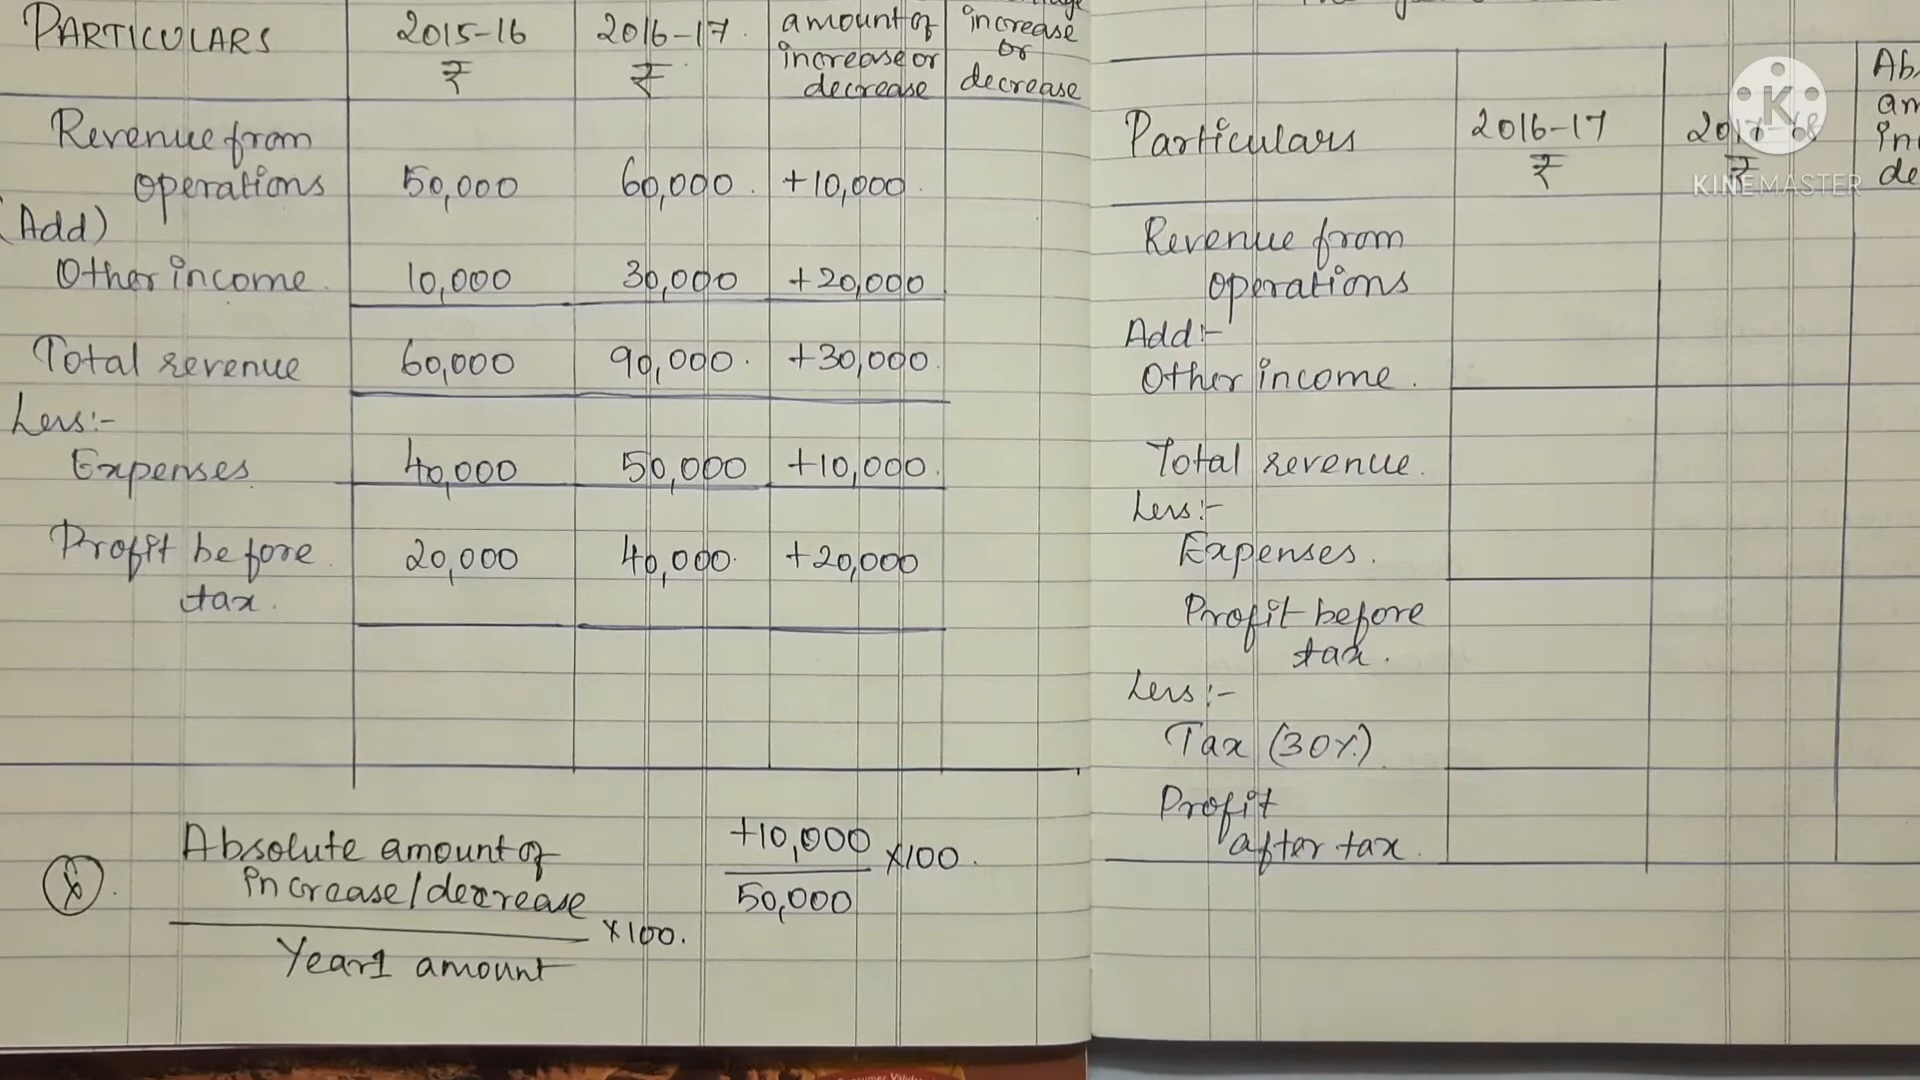 PARTICULARS 2015-16 2016-17. amount of increase
₹ ₹ increase or or
decrease decrease
Revenue from
operations 50,000 60,000. +10,000.
(Add)
Other income. 10,000 30,000 +20,000
Total revenue 60,000 90,000. +30,000.
Less:-
Expenses. 40,000 50,000 +10,000.
Profit before 20,000 40,000. +20,000
tax.
Absolute amount of
increase/decrease
×100.
Year1 amount
+10,000
×100.
50,000
Particulars 2016-17
₹ ₹
Revenue from
operations
Add:-
Other income.
Total revenue.
Less:-
Expenses.
Profit before
tax.
Less:-
Tax (30%)
Profit
after tax.
K
KINEMASTER